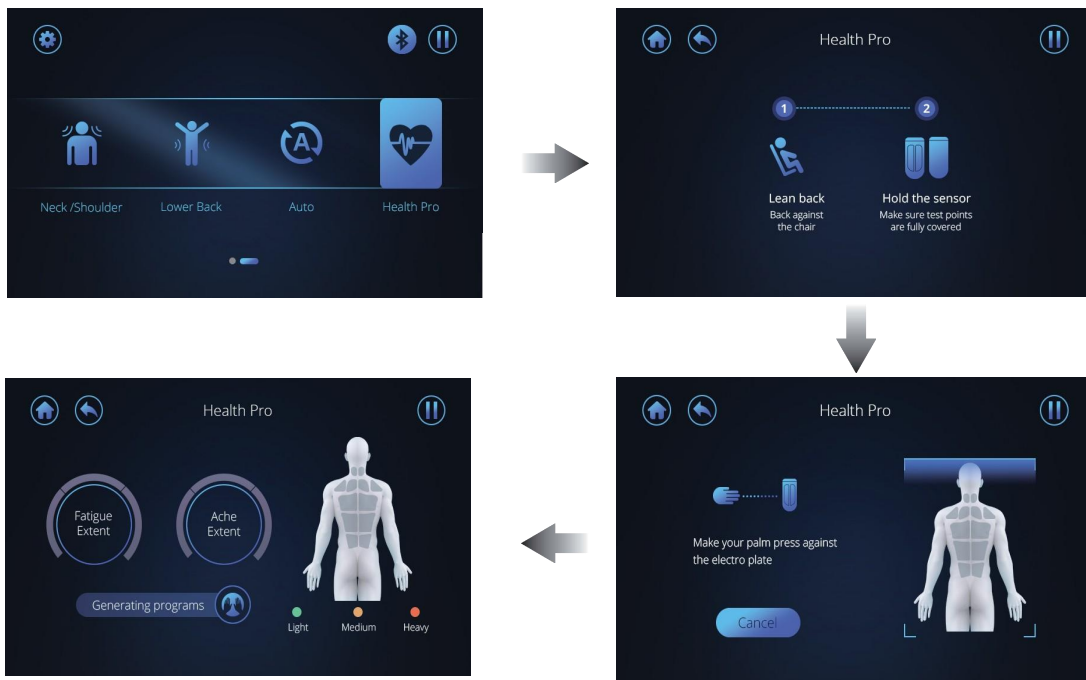 A
Neck /Shoulder
Lower Back
Auto
Health Pro
Health Pro
1
2
Lean back
Back against
the chair
Hold the sensor
Make sure test points
are fully covered
Health Pro
Make your palm press against
the electro plate
Cancel
Health Pro
Fatigue
Extent
Ache
Extent
Generating programs
Light
Medium
Heavy